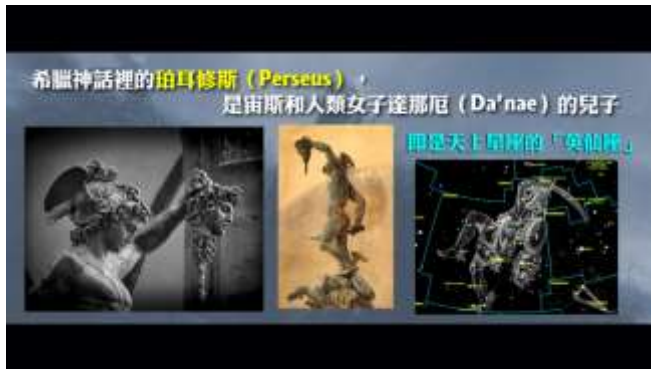 希臘神話裡的珀耳修斯（Perseus），
是宙斯和人類女子達那厄（Da'nae）的兒子
即是天上星座的「英仙座」